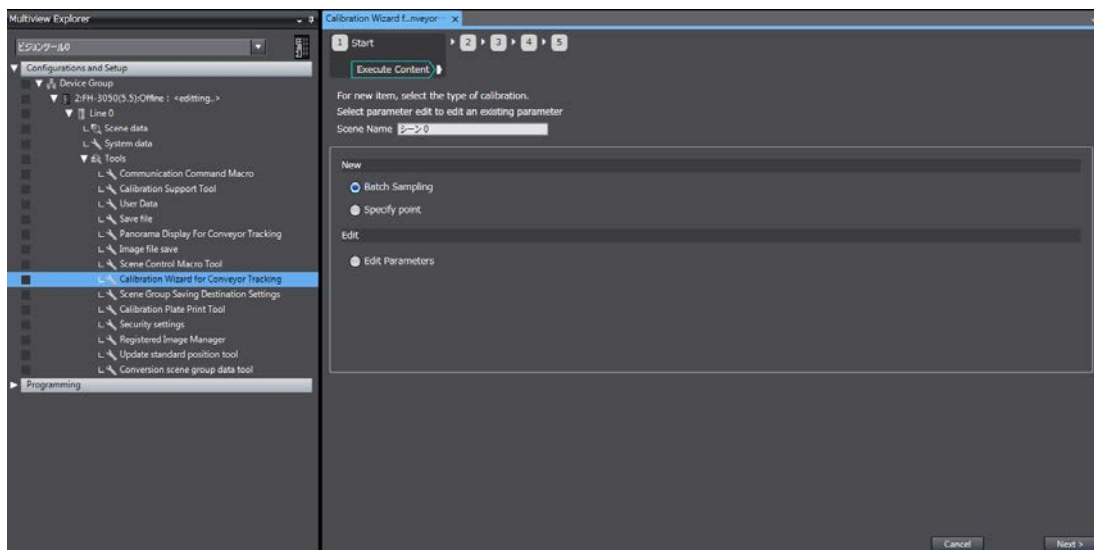 Multiview Explorer
ビジョンツール0
Configurations and Setup
Device Group
2:FH-3050(5.5):Offline : <editting..>
Line 0
Scene data
System data
Tools
Communication Command Macro
Calibration Support Tool
User Data
Save file
Panorama Display For Conveyor Tracking
Image file save
Scene Control Macro Tool
Calibration Wizard for Conveyor Tracking
Scene Group Saving Destination Settings
Calibration Plate Print Tool
Security settings
Registered Image Manager
Update standard position tool
Conversion scene group data tool
Programming
Calibration Wizard f...nveyor... x
1 Start 2 3 4 5
Execute Content
For new item, select the type of calibration.
Select parameter edit to edit an existing parameter
Scene Name シーン0
New
Batch Sampling
Specify point
Edit
Edit Parameters
Cancel Next >